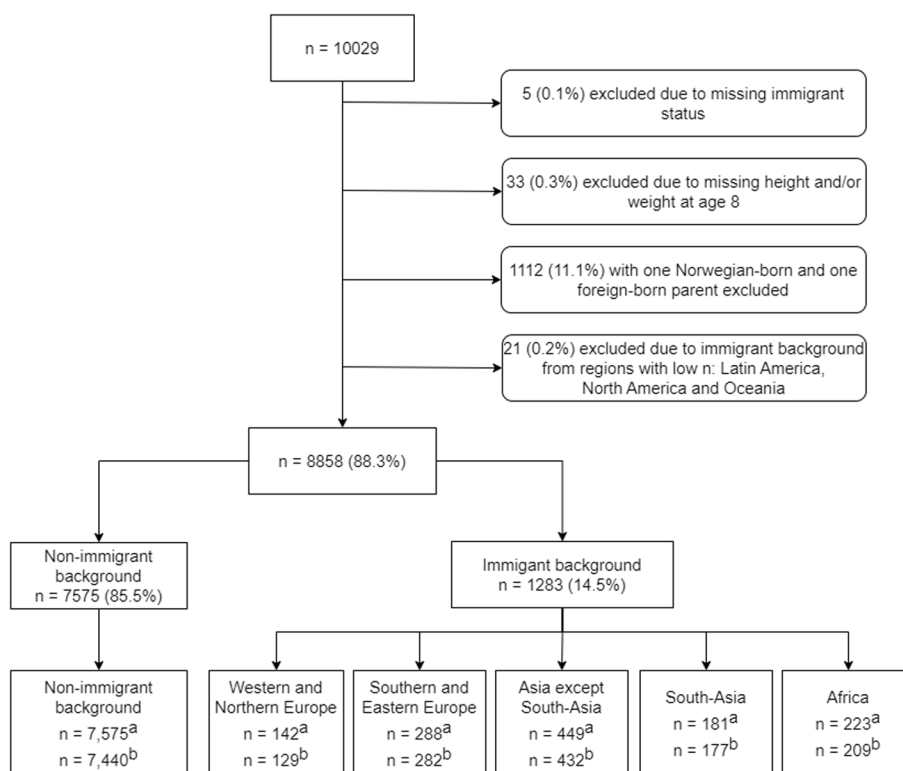 n = 10029
5 (0.1%) excluded due to missing immigrant
status
33 (0.3%) excluded due to missing height and/or
weight at age 8
1112 (11.1%) with one Norwegian-born and one
foreign-born parent excluded
21 (0.2%) excluded due to immigrant background
from regions with low n: Latin America,
North America and Oceania
n = 8858 (88.3%)
Non-immigrant
background
n = 7575 (85.5%)
Immigant background
n = 1283 (14.5%)
Non-immigrant
background
n = 7,575a
n = 7,440b
Western and
Northern Europe
n = 142a
n = 129b
Southern and
Eastern Europe
n = 288a
n = 282b
Asia except
South-Asia
n = 449a
n = 432b
South-Asia
n = 181a
n = 177b
Africa
n = 223a
n = 209b